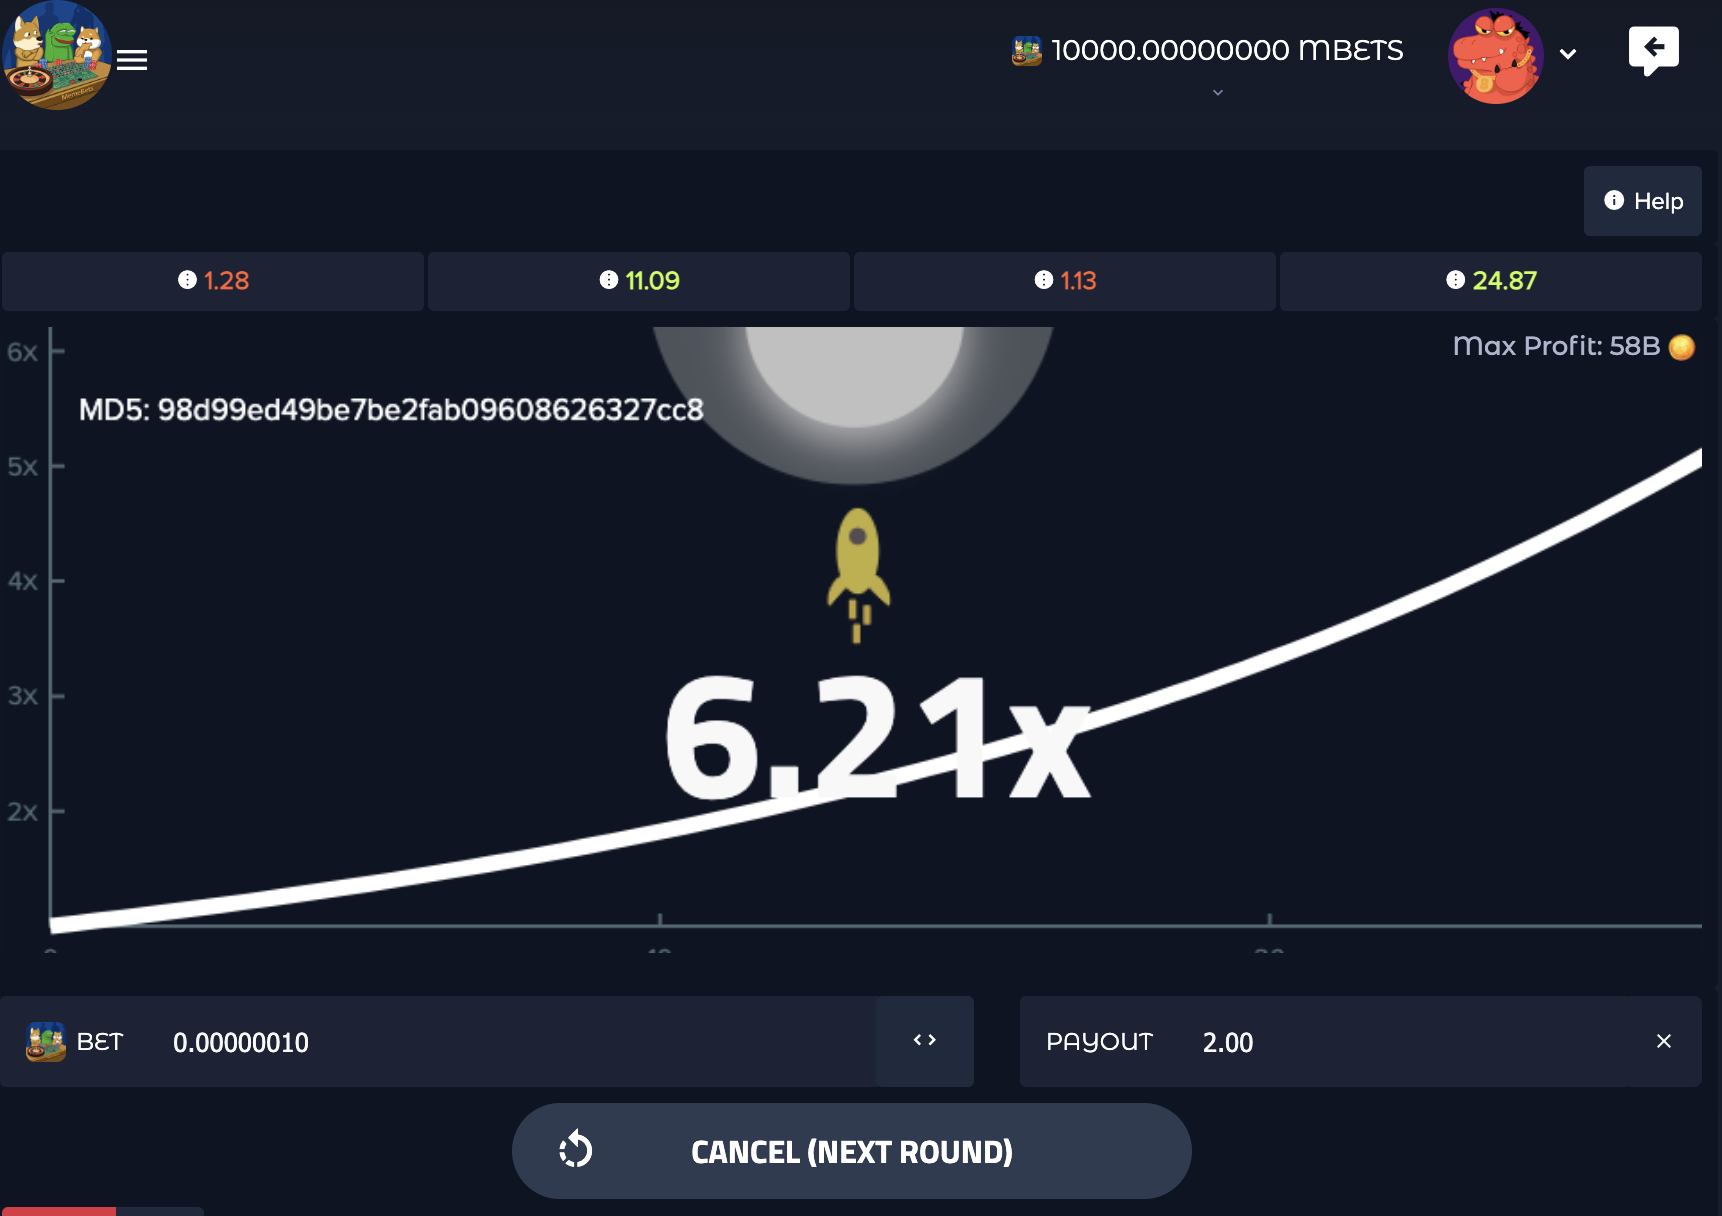 10000.00000000 MBETS
Help
1.28
11.09
1.13
24.87
Max Profit: 58B
6x
MD5: 98d99ed49be7be2fab09608626327cc8
5x
4x
3x
6.21x
2x
BET 0.00000010
PAYOUT 2.00
CANCEL (NEXT ROUND)